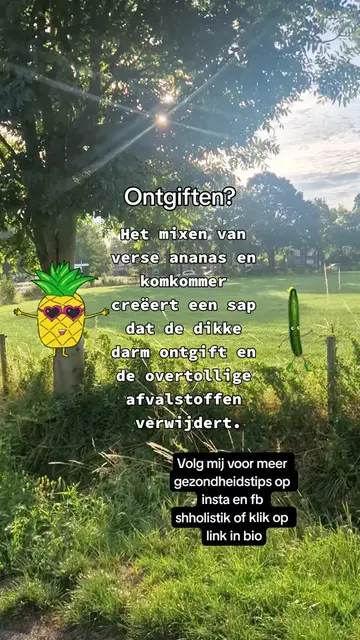 Ontgiften?
Het mixen van
verse ananas en
komkommer
creëert een sap
dat de dikke
darm ontgift en
de overtollige
afvalstoffen
verwijdert.
Volg mij voor meer
gezondheidstips op
insta en fb
shholistik of klik op
link in bio